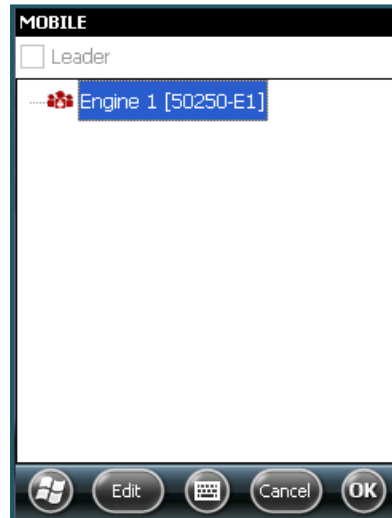 MOBILE
Leader
Engine 1 [50250-E1]
Edit
Cancel
OK